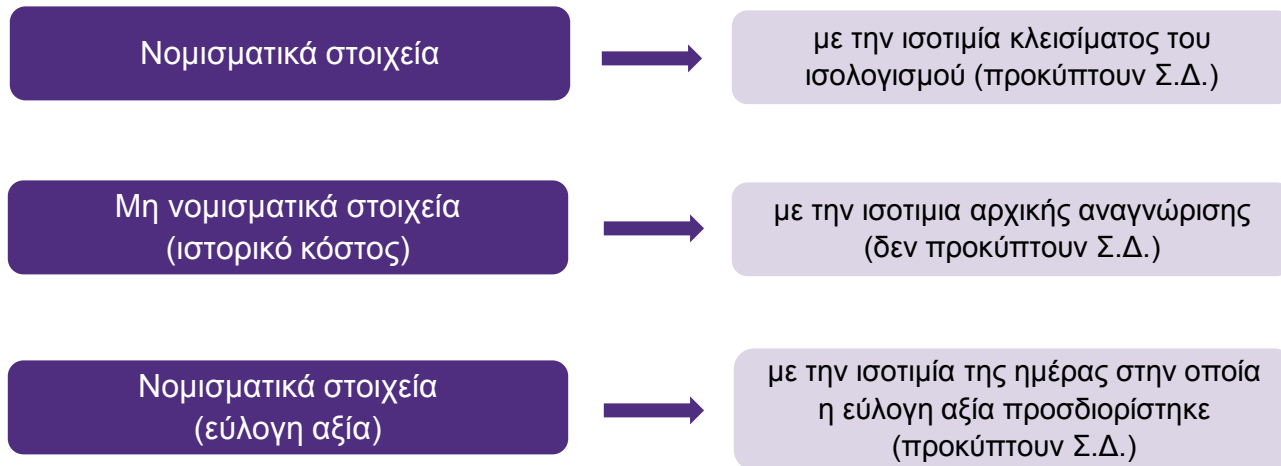 Νομισματικά στοιχεία
με την ισοτιμία κλεισίματος του
ισολογισμού (προκύπτουν Σ.Δ.)
Μη νομισματικά στοιχεία
(ιστορικό κόστος)
με την ισοτιμια αρχικής αναγνώρισης
(δεν προκύπτουν Σ.Δ.)
Νομισματικά στοιχεία
(εύλογη αξία)
με την ισοτιμία της ημέρας στην οποία
η εύλογη αξία προσδιορίστηκε
(προκύπτουν Σ.Δ.)